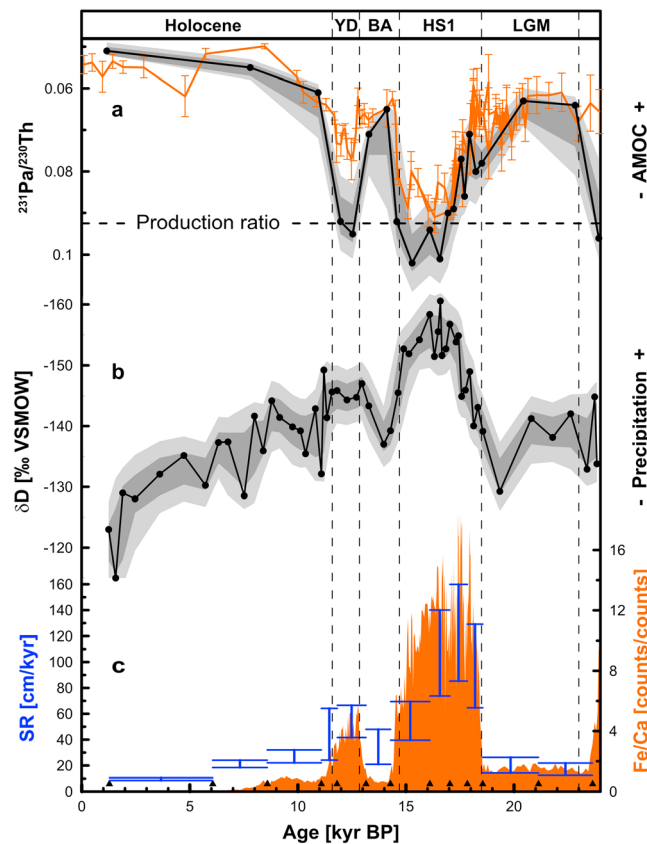 Holocene YD BA HS1 LGM
a
0.06
0.08
0.1
231Pa/230Th
Production ratio
- AMOC +
b
-160
-150
-140
-130
-120
δD [‰ VSMOW]
- Precipitation +
c
160
140
120
100
80
60
40
20
0
SR [cm/kyr]
16
12
8
4
0
Fe/Ca [counts/counts]
0 5 10 15 20
Age [kyr BP]